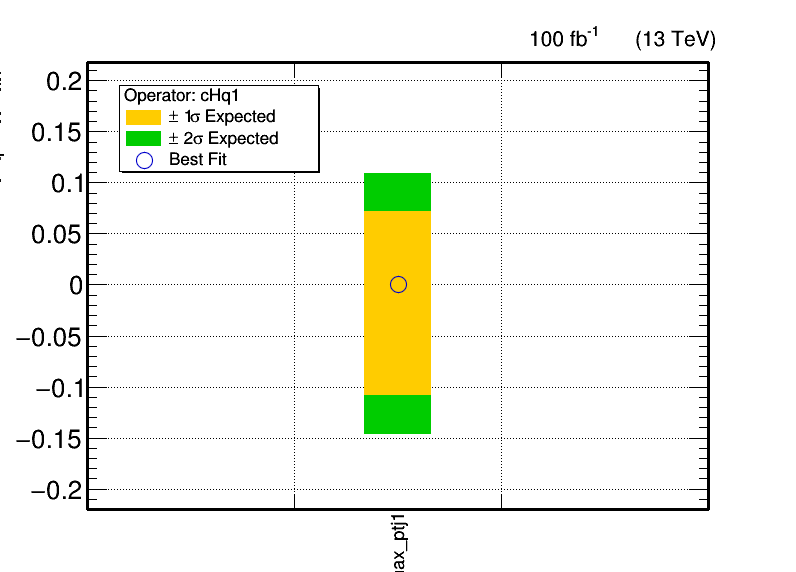 100 fb-1 (13 TeV)
0.2
Operator: cHq1
± 1σ Expected
± 2σ Expected
Best Fit
0.15
0.1
0.05
0
−0.05
−0.1
−0.15
−0.2
ax_ptj1